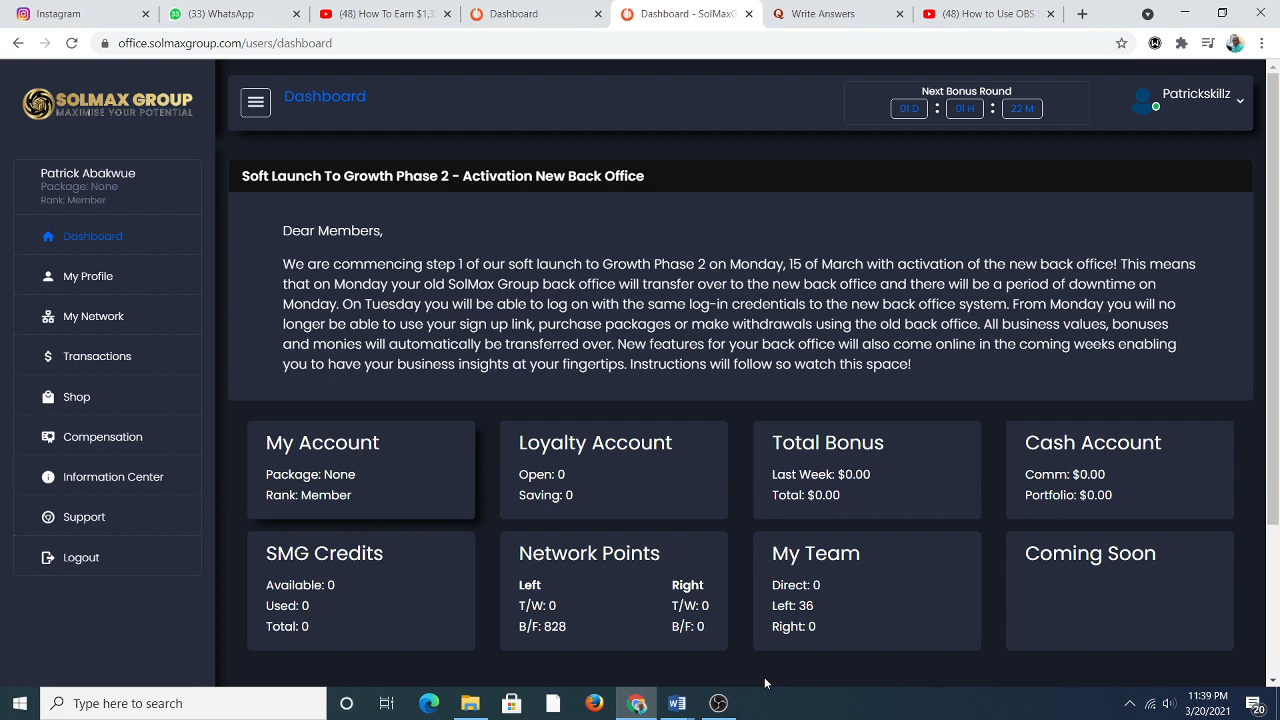 Instagram
(33) WhatsApp
(48) How To Earn $1,3
Dashboard
Dashboard - SolMaxG
Write Answers
(48) How to Use OBS
office.solmaxgroup.com/users/dashboard
SOLMAX GROUP
MAXIMISE YOUR POTENTIAL
Dashboard
Next Bonus Round
01 D : 01 H : 22 M
Patrickskillz
Patrick Abakwue
Package: None
Rank: Member
Dashboard
My Profile
My Network
Transactions
Shop
Compensation
Information Center
Support
Logout
Soft Launch To Growth Phase 2 - Activation New Back Office
Dear Members,
We are commencing step 1 of our soft launch to Growth Phase 2 on Monday, 15 of March with activation of the new back office! This means
that on Monday your old SolMax Group back office will transfer over to the new back office and there will be a period of downtime on
Monday. On Tuesday you will be able to log on with the same log-in credentials to the new back office system. From Monday you will no
longer be able to use your sign up link, purchase packages or make withdrawals using the old back office. All business values, bonuses
and monies will automatically be transferred over. New features for your back office will also come online in the coming weeks enabling
you to have your business insights at your fingertips. Instructions will follow so watch this space!
My Account
Package: None
Rank: Member
Loyalty Account
Open: 0
Saving: 0
Total Bonus
Last Week: $0.00
Total: $0.00
Cash Account
Comm: $0.00
Portfolio: $0.00
SMG Credits
Available: 0
Used: 0
Total: 0
Network Points
Left Right
T/W: 0 T/W: 0
B/F: 828 B/F: 0
My Team
Direct: 0
Left: 36
Right: 0
Coming Soon
Type here to search
11:39 PM
3/20/2021
20